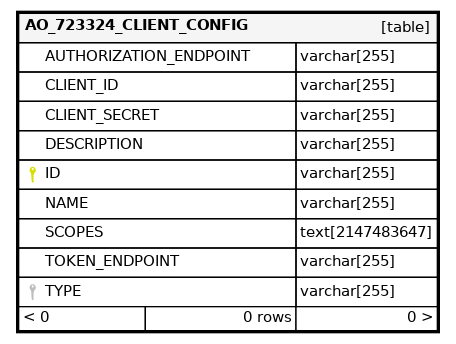 AO_723324_CLIENT_CONFIG [table]
AUTHORIZATION_ENDPOINT varchar[255]
CLIENT_ID varchar[255]
CLIENT_SECRET varchar[255]
DESCRIPTION varchar[255]
ID varchar[255]
NAME varchar[255]
SCOPES text[2147483647]
TOKEN_ENDPOINT varchar[255]
TYPE varchar[255]
< 0 0 rows 0 >